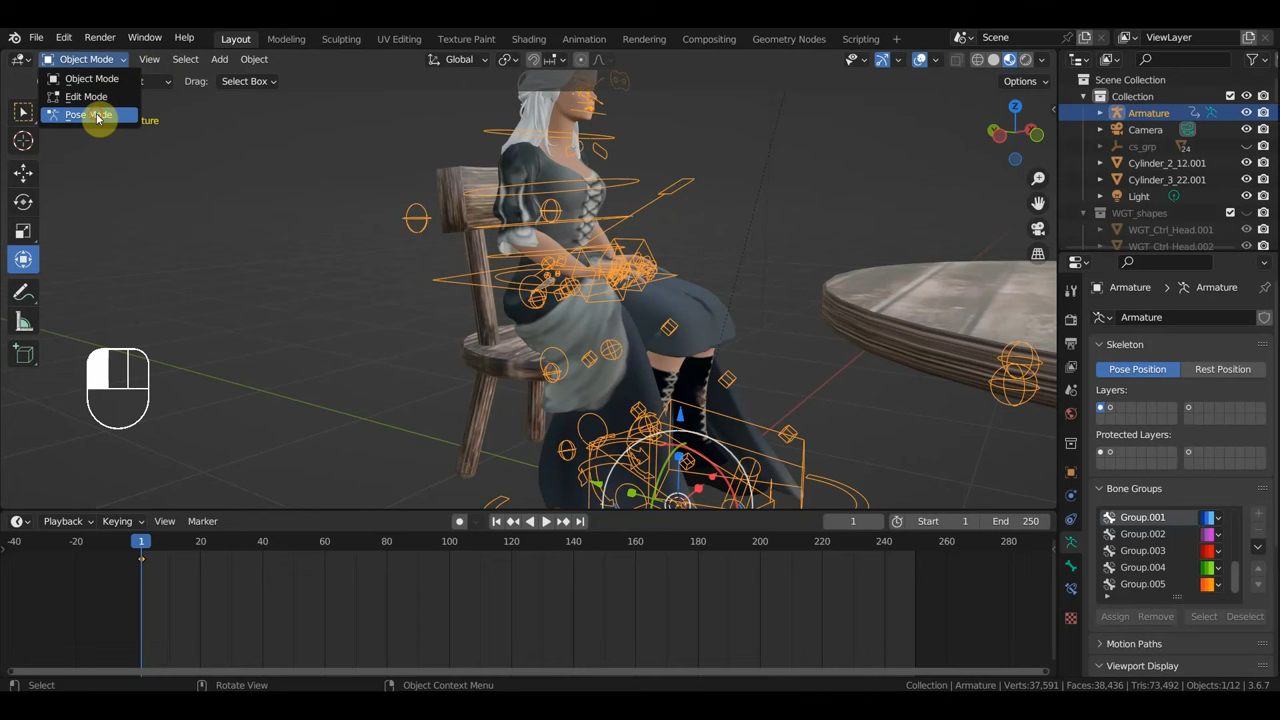 File Edit Render Window Help Layout Modeling Sculpting UV Editing Texture Paint Shading Animation Rendering Compositing Geometry Nodes Scripting Scene ViewLayer
Object Mode View Select Add Object Global
Object Mode
Edit Mode
Pose Mode
Drag: Select Box Options
ture
Scene Collection
Collection
Armature
Camera
cs_grp 24
Cylinder_2_12.001
Cylinder_3_22.001
Light
WGT_shapes
WGT_Ctrl_Head.001
WGT_Ctrl_Head.002
Z
Y
Armature > Armature
Armature
Skeleton
Pose Position Rest Position
Layers:
Protected Layers:
Bone Groups
Group.001
Group.002
Group.003
Group.004
Group.005
Assign Remove Select Deselect
Motion Paths
Viewport Display
Playback Keying View Marker 1 Start 1 End 250
-40 -20 1 20 40 60 80 100 120 140 160 180 200 220 240 260 280
Select Rotate View Object Context Menu Collection | Armature | Verts:37,591 | Faces:38,436 | Tris:73,492 | Objects:1/12 | 3.6.7